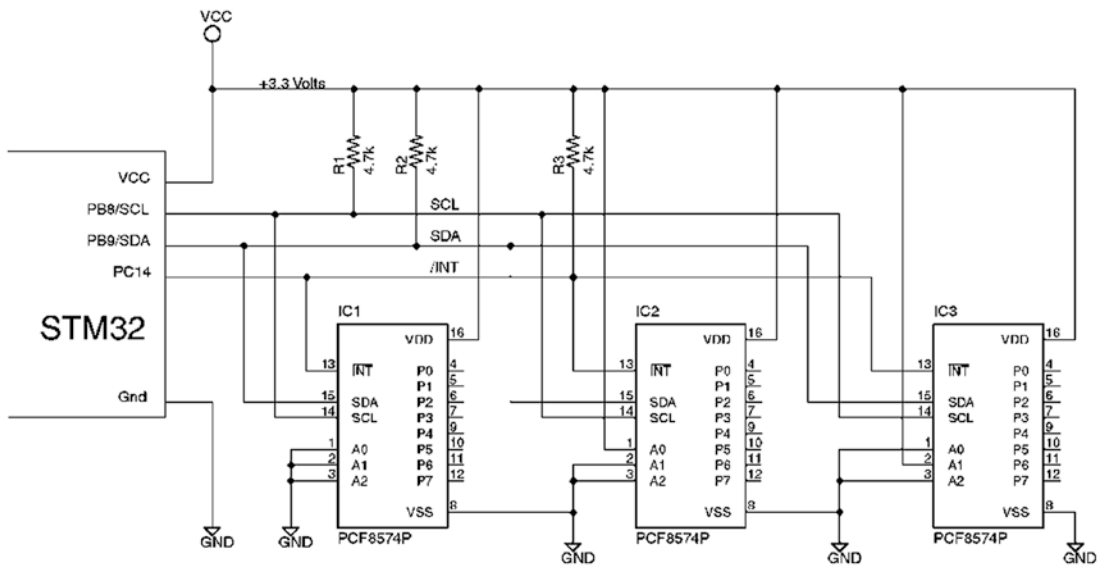 VCC
+3.3 Volts
R1
4.7k
R2
4.7k
R3
4.7k
VCC
PB8/SCL
PB9/SDA
PC14
STM32
Gnd
SCL
SDA
/INT
IC1
VDD 16
13 INT P0 4
P1 5
15 SDA P2 6
14 SCL P3 7
P4 9
1 A0 P5 10
2 A1 P6 11
3 A2 P7 12
VSS 8
PCF8574P
IC2
VDD 16
13 INT P0 4
P1 5
15 SDA P2 6
14 SCL P3 7
P4 9
1 A0 P5 10
2 A1 P6 11
3 A2 P7 12
VSS 8
PCF8574P
IC3
VDD 16
13 INT P0 4
P1 5
15 SDA P2 6
14 SCL P3 7
P4 9
1 A0 P5 10
2 A1 P6 11
3 A2 P7 12
VSS 8
PCF8574P
GND
GND
GND
GND
GND